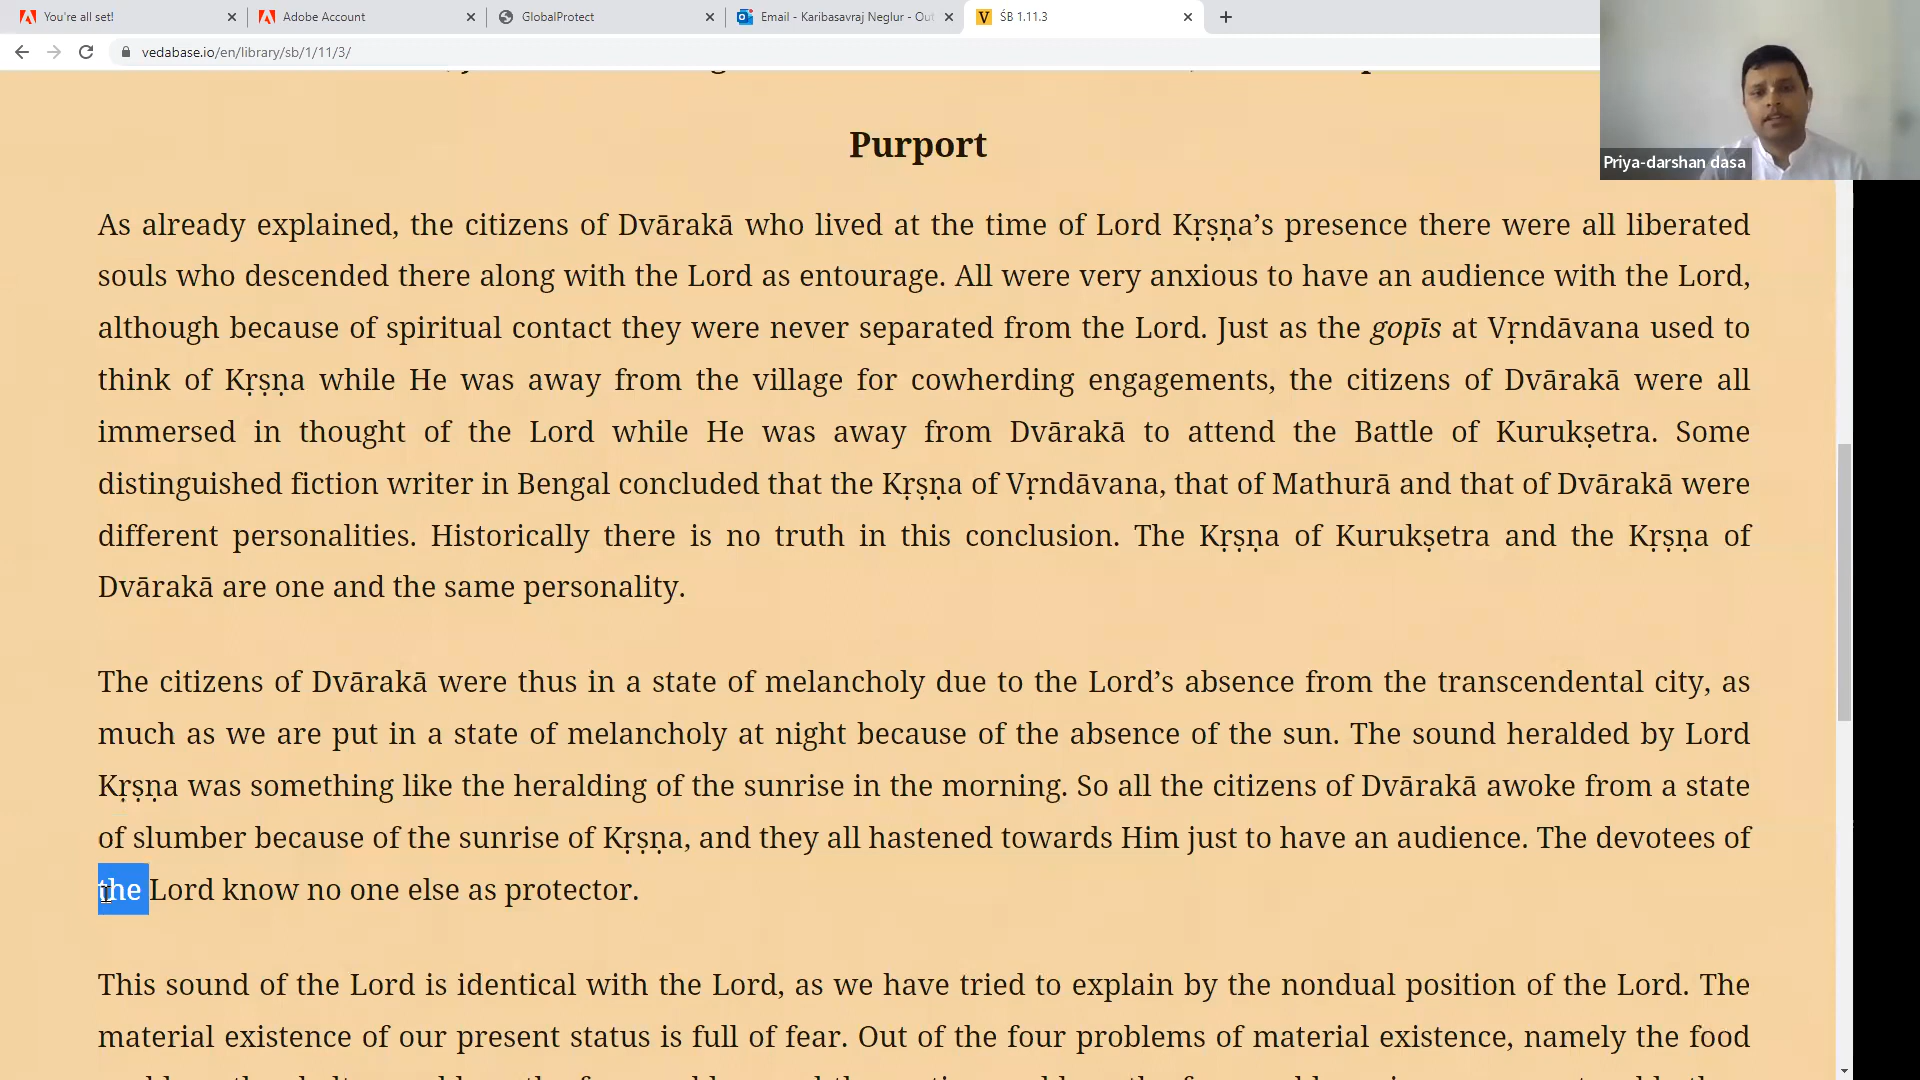 You're all set!
Adobe Account
GlobalProtect
Email - Karibasavraj Neglur - Ou
ŚB 1.11.3
vedabase.io/en/library/sb/1/11/3/
Priya-darshan dasa
Purport
As already explained, the citizens of Dvārakā who lived at the time of Lord Kṛṣṇa’s presence there were all liberated
souls who descended there along with the Lord as entourage. All were very anxious to have an audience with the Lord,
although because of spiritual contact they were never separated from the Lord. Just as the gopīs at Vṛndāvana used to
think of Kṛṣṇa while He was away from the village for cowherding engagements, the citizens of Dvārakā were all
immersed in thought of the Lord while He was away from Dvārakā to attend the Battle of Kurukṣetra. Some
distinguished fiction writer in Bengal concluded that the Kṛṣṇa of Vṛndāvana, that of Mathurā and that of Dvārakā were
different personalities. Historically there is no truth in this conclusion. The Kṛṣṇa of Kurukṣetra and the Kṛṣṇa of
Dvārakā are one and the same personality.
The citizens of Dvārakā were thus in a state of melancholy due to the Lord’s absence from the transcendental city, as
much as we are put in a state of melancholy at night because of the absence of the sun. The sound heralded by Lord
Kṛṣṇa was something like the heralding of the sunrise in the morning. So all the citizens of Dvārakā awoke from a state
of slumber because of the sunrise of Kṛṣṇa, and they all hastened towards Him just to have an audience. The devotees of
the Lord know no one else as protector.
This sound of the Lord is identical with the Lord, as we have tried to explain by the nondual position of the Lord. The
material existence of our present status is full of fear. Out of the four problems of material existence, namely the food